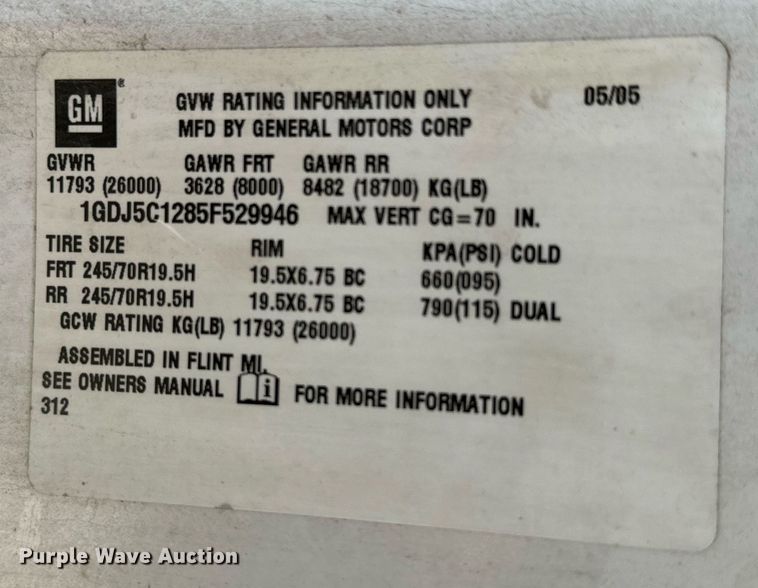 GM ®
GVW RATING INFORMATION ONLY 05/05
MFD BY GENERAL MOTORS CORP
GVWR GAWR FRT GAWR RR
11793 (26000) 3628 (8000) 8482 (18700) KG(LB)
1GDJ5C1285F529946 MAX VERT CG=70 IN.
TIRE SIZE RIM KPA(PSI) COLD
FRT 245/70R19.5H 19.5X6.75 BC 660(095)
RR 245/70R19.5H 19.5X6.75 BC 790(115) DUAL
GCW RATING KG(LB) 11793 (26000)
ASSEMBLED IN FLINT MI.
SEE OWNERS MANUAL i FOR MORE INFORMATION
312
Purple Wave Auction